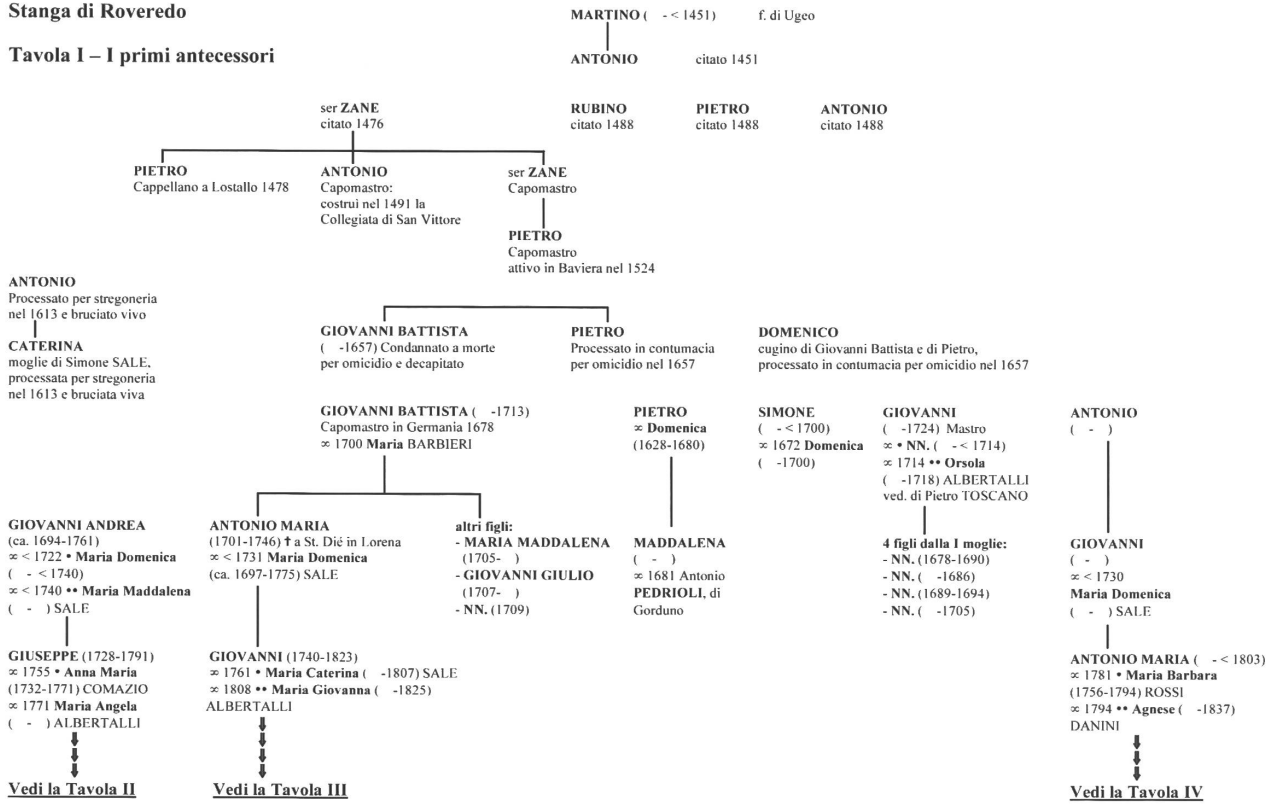 Stanga di Roveredo
Tavola I – I primi antecessori
MARTINO ( - < 1451) f. di Ugeo
ANTONIO citato 1451
ser ZANE
citato 1476
RUBINO
citato 1488
PIETRO
citato 1488
ANTONIO
citato 1488
PIETRO
Cappellano a Lostallo 1478
ANTONIO
Capomastro:
costruì nel 1491 la
Collegiata di San Vittore
ser ZANE
Capomastro
PIETRO
Capomastro
attivo in Baviera nel 1524
ANTONIO
Processato per stregoneria
nel 1613 e bruciato vivo
CATERINA
moglie di Simone SALE,
processata per stregoneria
nel 1613 e bruciata viva
GIOVANNI BATTISTA
( -1657) Condannato a morte
per omicidio e decapitato
PIETRO
Processato in contumacia
per omicidio nel 1657
DOMENICO
cugino di Giovanni Battista e di Pietro,
processato in contumacia per omicidio nel 1657
GIOVANNI BATTISTA ( -1713)
Capomastro in Germania 1678
∞ 1700 Maria BARBIERI
PIETRO
∞ Domenica
(1628-1680)
SIMONE
( - < 1700)
∞ 1672 Domenica
( -1700)
GIOVANNI
( -1724) Mastro
∞ • NN. ( - < 1714)
∞ 1714 •• Orsola
( -1718) ALBERTALLI
ved. di Pietro TOSCANO
ANTONIO
( - )
GIOVANNI ANDREA
(ca. 1694-1761)
∞ < 1722 • Maria Domenica
( - < 1740)
∞ < 1740 •• Maria Maddalena
( - ) SALE
ANTONIO MARIA
(1701-1746) † a St. Dié in Lorena
∞ < 1731 Maria Domenica
(ca. 1697-1775) SALE
altri figli:
- MARIA MADDALENA
(1705- )
- GIOVANNI GIULIO
(1707- )
- NN. (1709)
MADDALENA
( - )
∞ 1681 Antonio
PEDRIOLI, di
Gorduno
4 figli dalla I moglie:
- NN. (1678-1690)
- NN. ( -1686)
- NN. (1689-1694)
- NN. ( -1705)
GIOVANNI
( - )
∞ < 1730
Maria Domenica
( - ) SALE
GIUSEPPE (1728-1791)
∞ 1755 • Anna Maria
(1732-1771) COMAZIO
∞ 1771 Maria Angela
( - ) ALBERTALLI
GIOVANNI (1740-1823)
∞ 1761 • Maria Caterina ( -1807) SALE
∞ 1808 •• Maria Giovanna ( -1825)
ALBERTALLI
ANTONIO MARIA ( - < 1803)
∞ 1781 • Maria Barbara
(1756-1794) ROSSI
∞ 1794 •• Agnese ( -1837)
DANINI
Vedi la Tavola II
Vedi la Tavola III
Vedi la Tavola IV